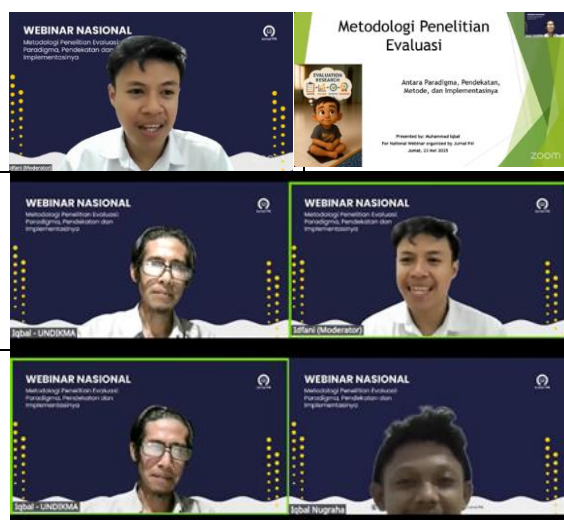 WEBINAR NASIONAL
Metodologi Penelitian Evaluasi:
Paradigma, Pendekatan dan
Implementasinya
Idfani (Moderator)
Metodologi Penelitian
Evaluasi
EVALUATION
RESEARCH
Antara Paradigma, Pendekatan,
Metode, dan Implementasinya
Presented by: Muhammad Iqbal
For National Webinar organized by Jurnal PSI
zoom
WEBINAR NASIONAL
Metodologi Penelitian Evaluasi:
Paradigma, Pendekatan dan
Implementasinya
Iqbal - UNDIKMA
WEBINAR NASIONAL
Metodologi Penelitian Evaluasi:
Paradigma, Pendekatan dan
Implementasinya
Idfani (Moderator)
WEBINAR NASIONAL
Metodologi Penelitian Evaluasi:
Paradigma, Pendekatan dan
Implementasinya
Iqbal - UNDIKMA
WEBINAR NASIONAL
Metodologi Penelitian Evaluasi:
Paradigma, Pendekatan dan
Implementasinya
Iqbal Nugraha